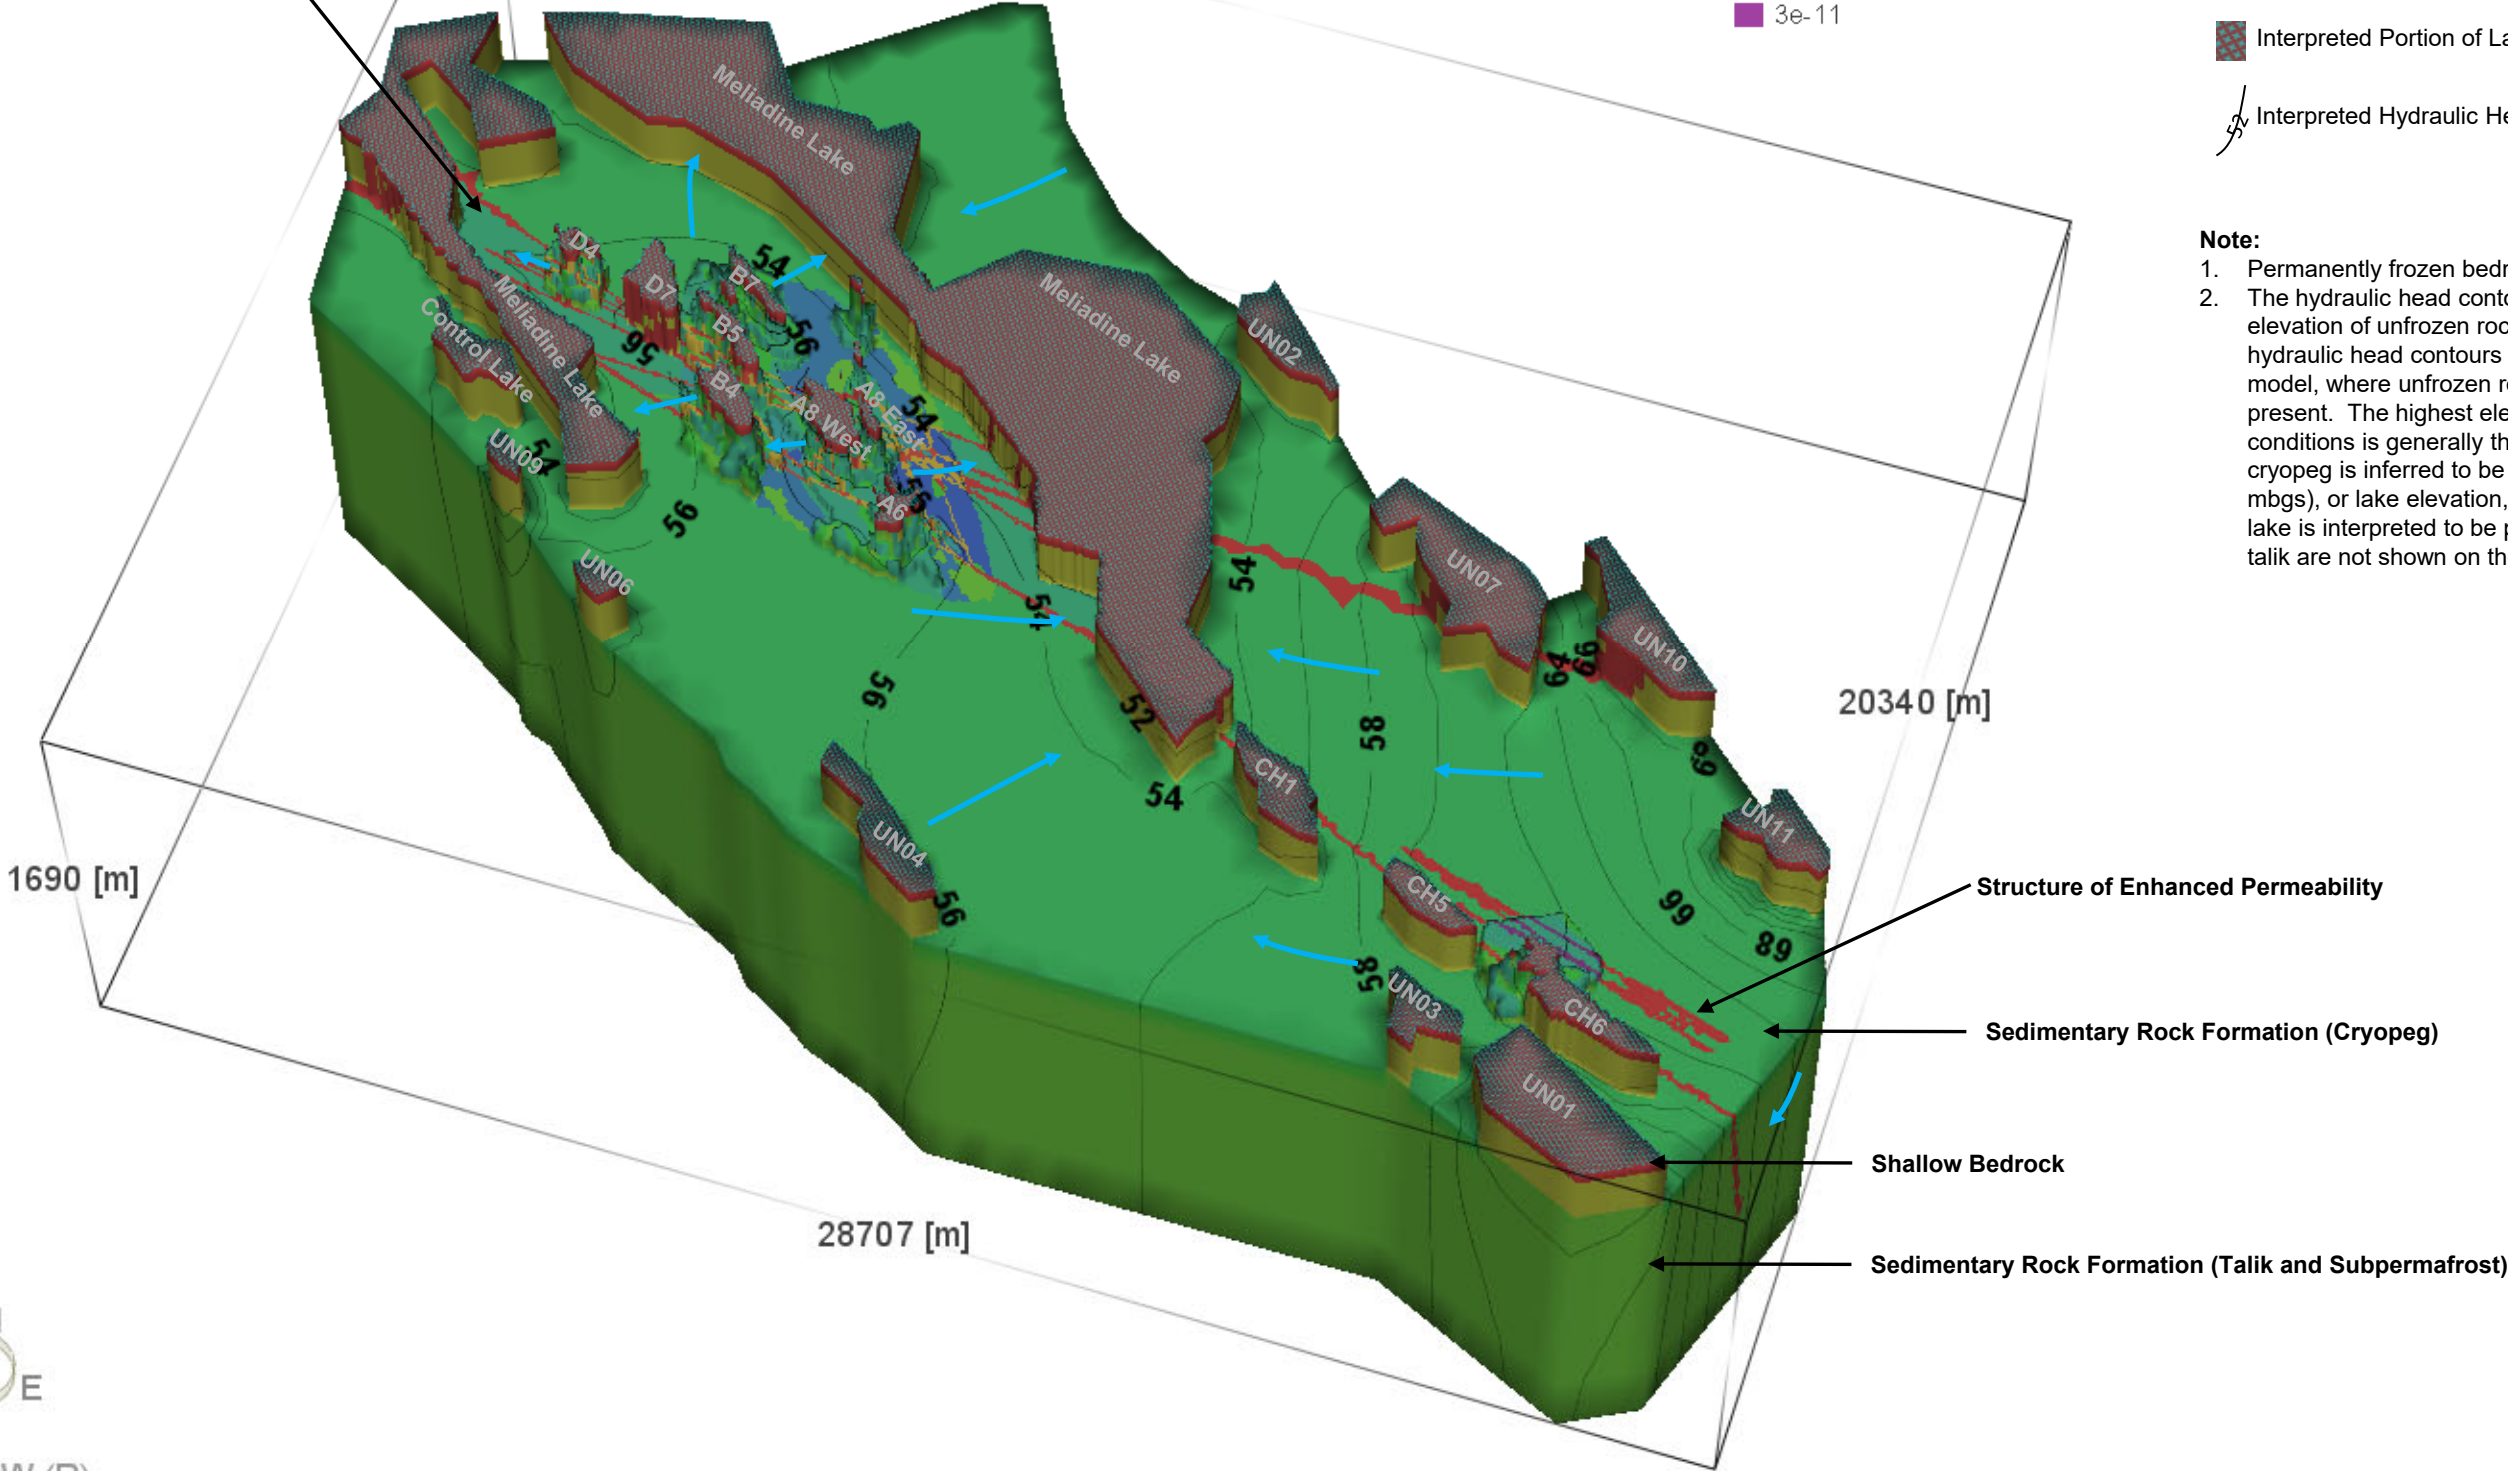 3e-11
Interpreted Portion of La
52
Interpreted Hydraulic He
Note:
1. Permanently frozen bedr
2. The hydraulic head conto
elevation of unfrozen roc
hydraulic head contours
model, where unfrozen r
present. The highest ele
conditions is generally th
cryopeg is inferred to be
mbgs), or lake elevation,
lake is interpreted to be p
talik are not shown on th
Meliadine Lake
Meliadine Lake
Meliadine Lake
Control Lake
D4
D7
B7
B5
B4
A8 West
A8 East
A6
UN02
UN09
UN06
UN07
UN10
UN04
CH1
UN11
CH5
UN03
CH6
UN01
54
56
56
54
56
54
56
54
54
56
52
54
58
64
66
69
56
58
66
68
20340 [m]
1690 [m]
28707 [m]
Structure of Enhanced Permeability
Sedimentary Rock Formation (Cryopeg)
Shallow Bedrock
Sedimentary Rock Formation (Talik and Subpermafrost)
E